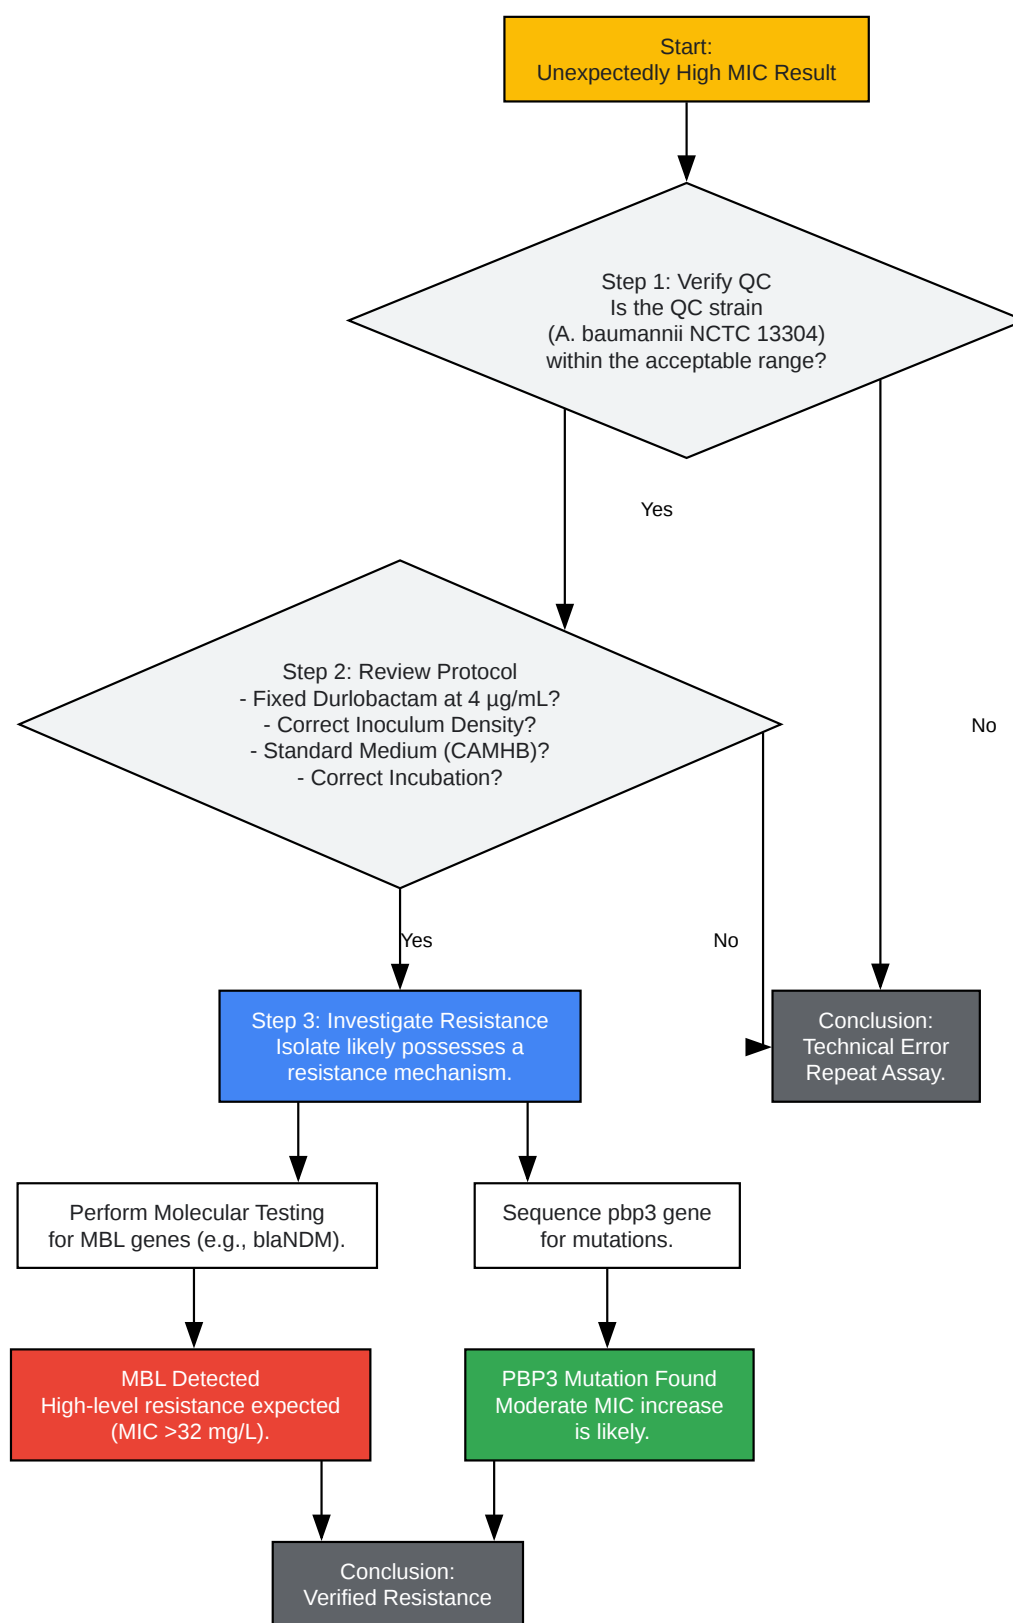 Start:
Unexpectedly High MIC Result
Step 1: Verify QC
Is the QC strain
(A. baumannii NCTC 13304)
within the acceptable range?
Yes
Step 2: Review Protocol
- Fixed Durlobactam at 4 µg/mL?
- Correct Inoculum Density?
- Standard Medium (CAMHB)?
- Correct Incubation?
No
Yes
No
Step 3: Investigate Resistance
Isolate likely possesses a
resistance mechanism.
Conclusion:
Technical Error
Repeat Assay.
Perform Molecular Testing
for MBL genes (e.g., blaNDM).
Sequence pbp3 gene
for mutations.
MBL Detected
High-level resistance expected
(MIC >32 mg/L).
PBP3 Mutation Found
Moderate MIC increase
is likely.
Conclusion:
Verified Resistance